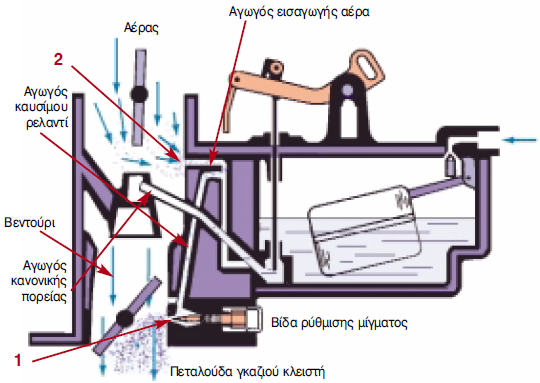 Αγωγός εισαγωγής αέρα
Αέρας
2
Αγωγός
καυσίμου
ρελαντί
Βεντούρι
Αγωγός
κανονικής
πορείας
Βίδα ρύθμισης μίγματος
1
Πεταλούδα γκαζιού κλειστή